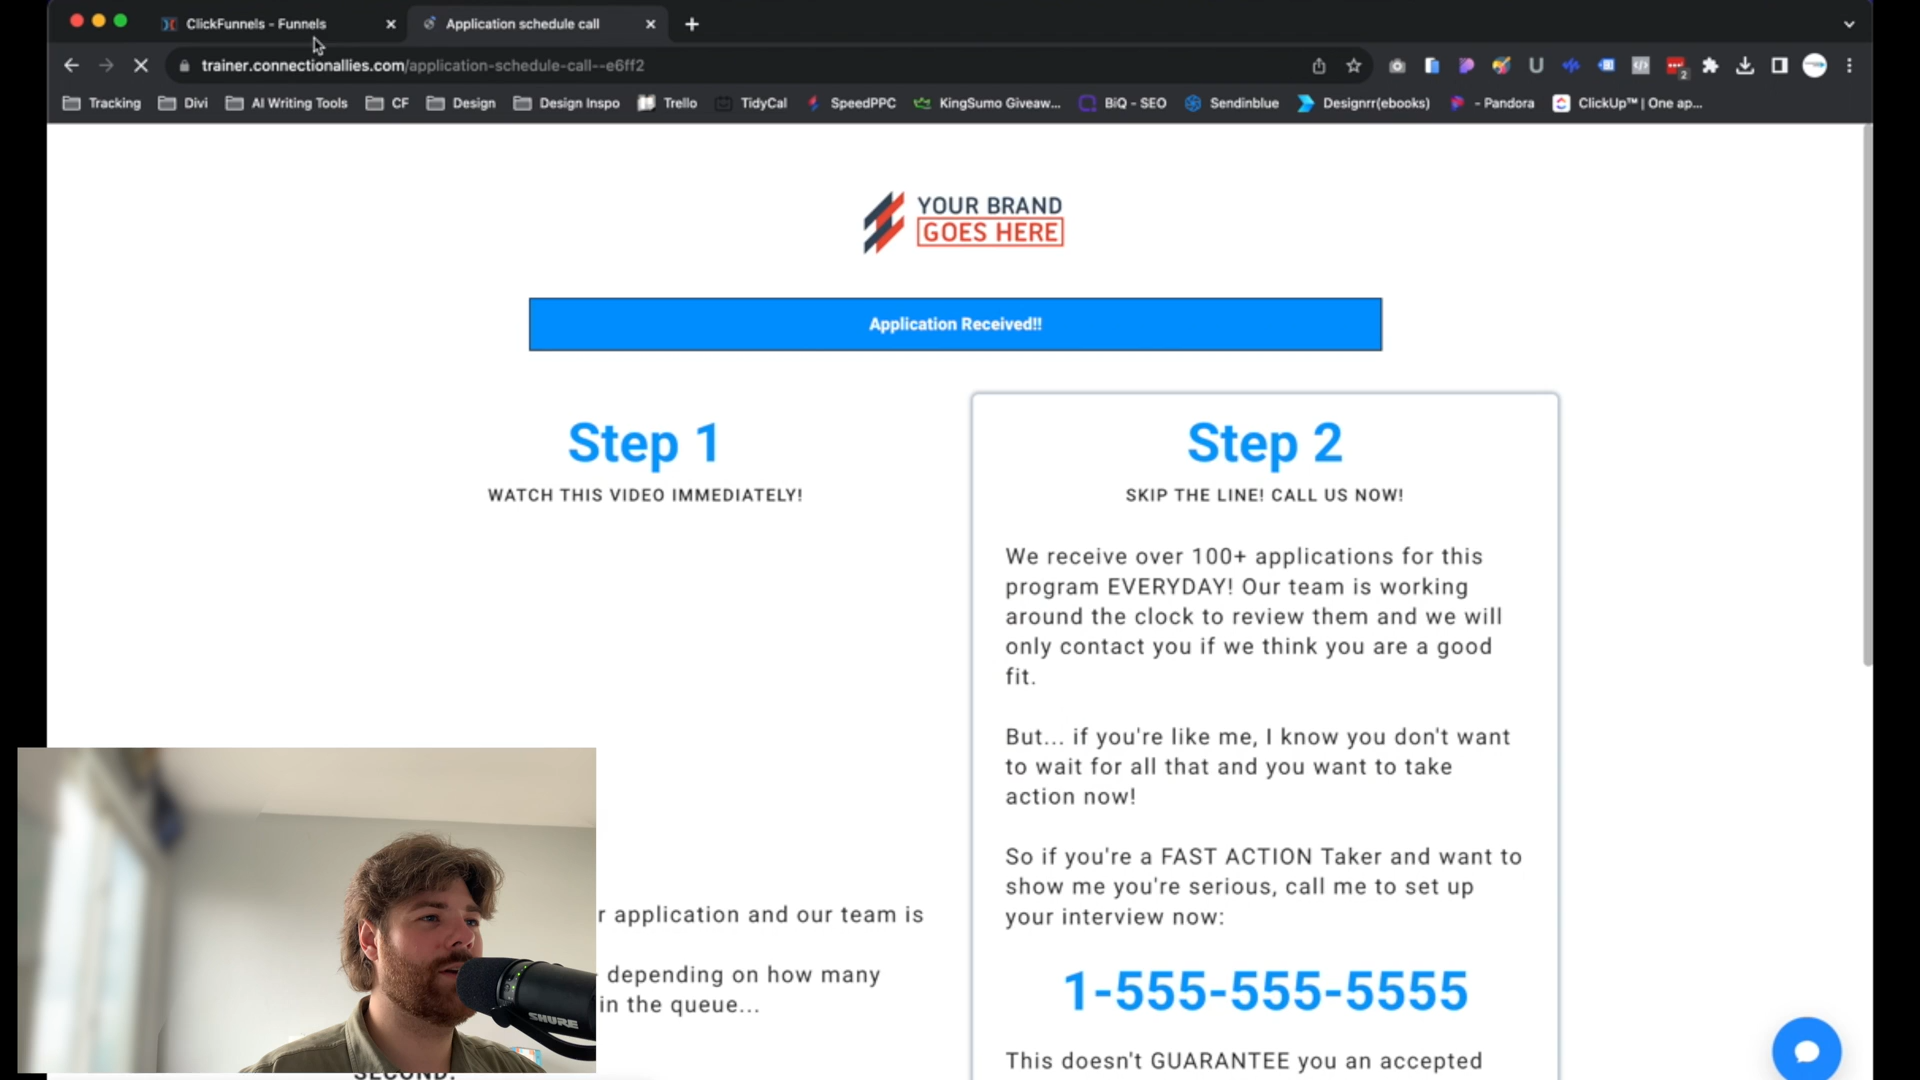 ClickFunnels - Funnels
Application schedule call
trainer.connectionallies.com/application-schedule-call--e6ff2
2
Tracking Divi AI Writing Tools CF Design Design Inspo Trello TidyCal SpeedPPC KingSumo Giveaw... BiQ - SEO Sendinblue Designrr(ebooks) - Pandora ClickUp™ | One ap...
YOUR BRAND
GOES HERE
Application Received!!
Step 1
WATCH THIS VIDEO IMMEDIATELY!
r application and our team is
depending on how many
in the queue...
SECOND:
Step 2
SKIP THE LINE! CALL US NOW!
We receive over 100+ applications for this
program EVERYDAY! Our team is working
around the clock to review them and we will
only contact you if we think you are a good
fit.
But... if you're like me, I know you don't want
to wait for all that and you want to take
action now!
So if you're a FAST ACTION Taker and want to
show me you're serious, call me to set up
your interview now:
1-555-555-5555
This doesn't GUARANTEE you an accepted
SHURE